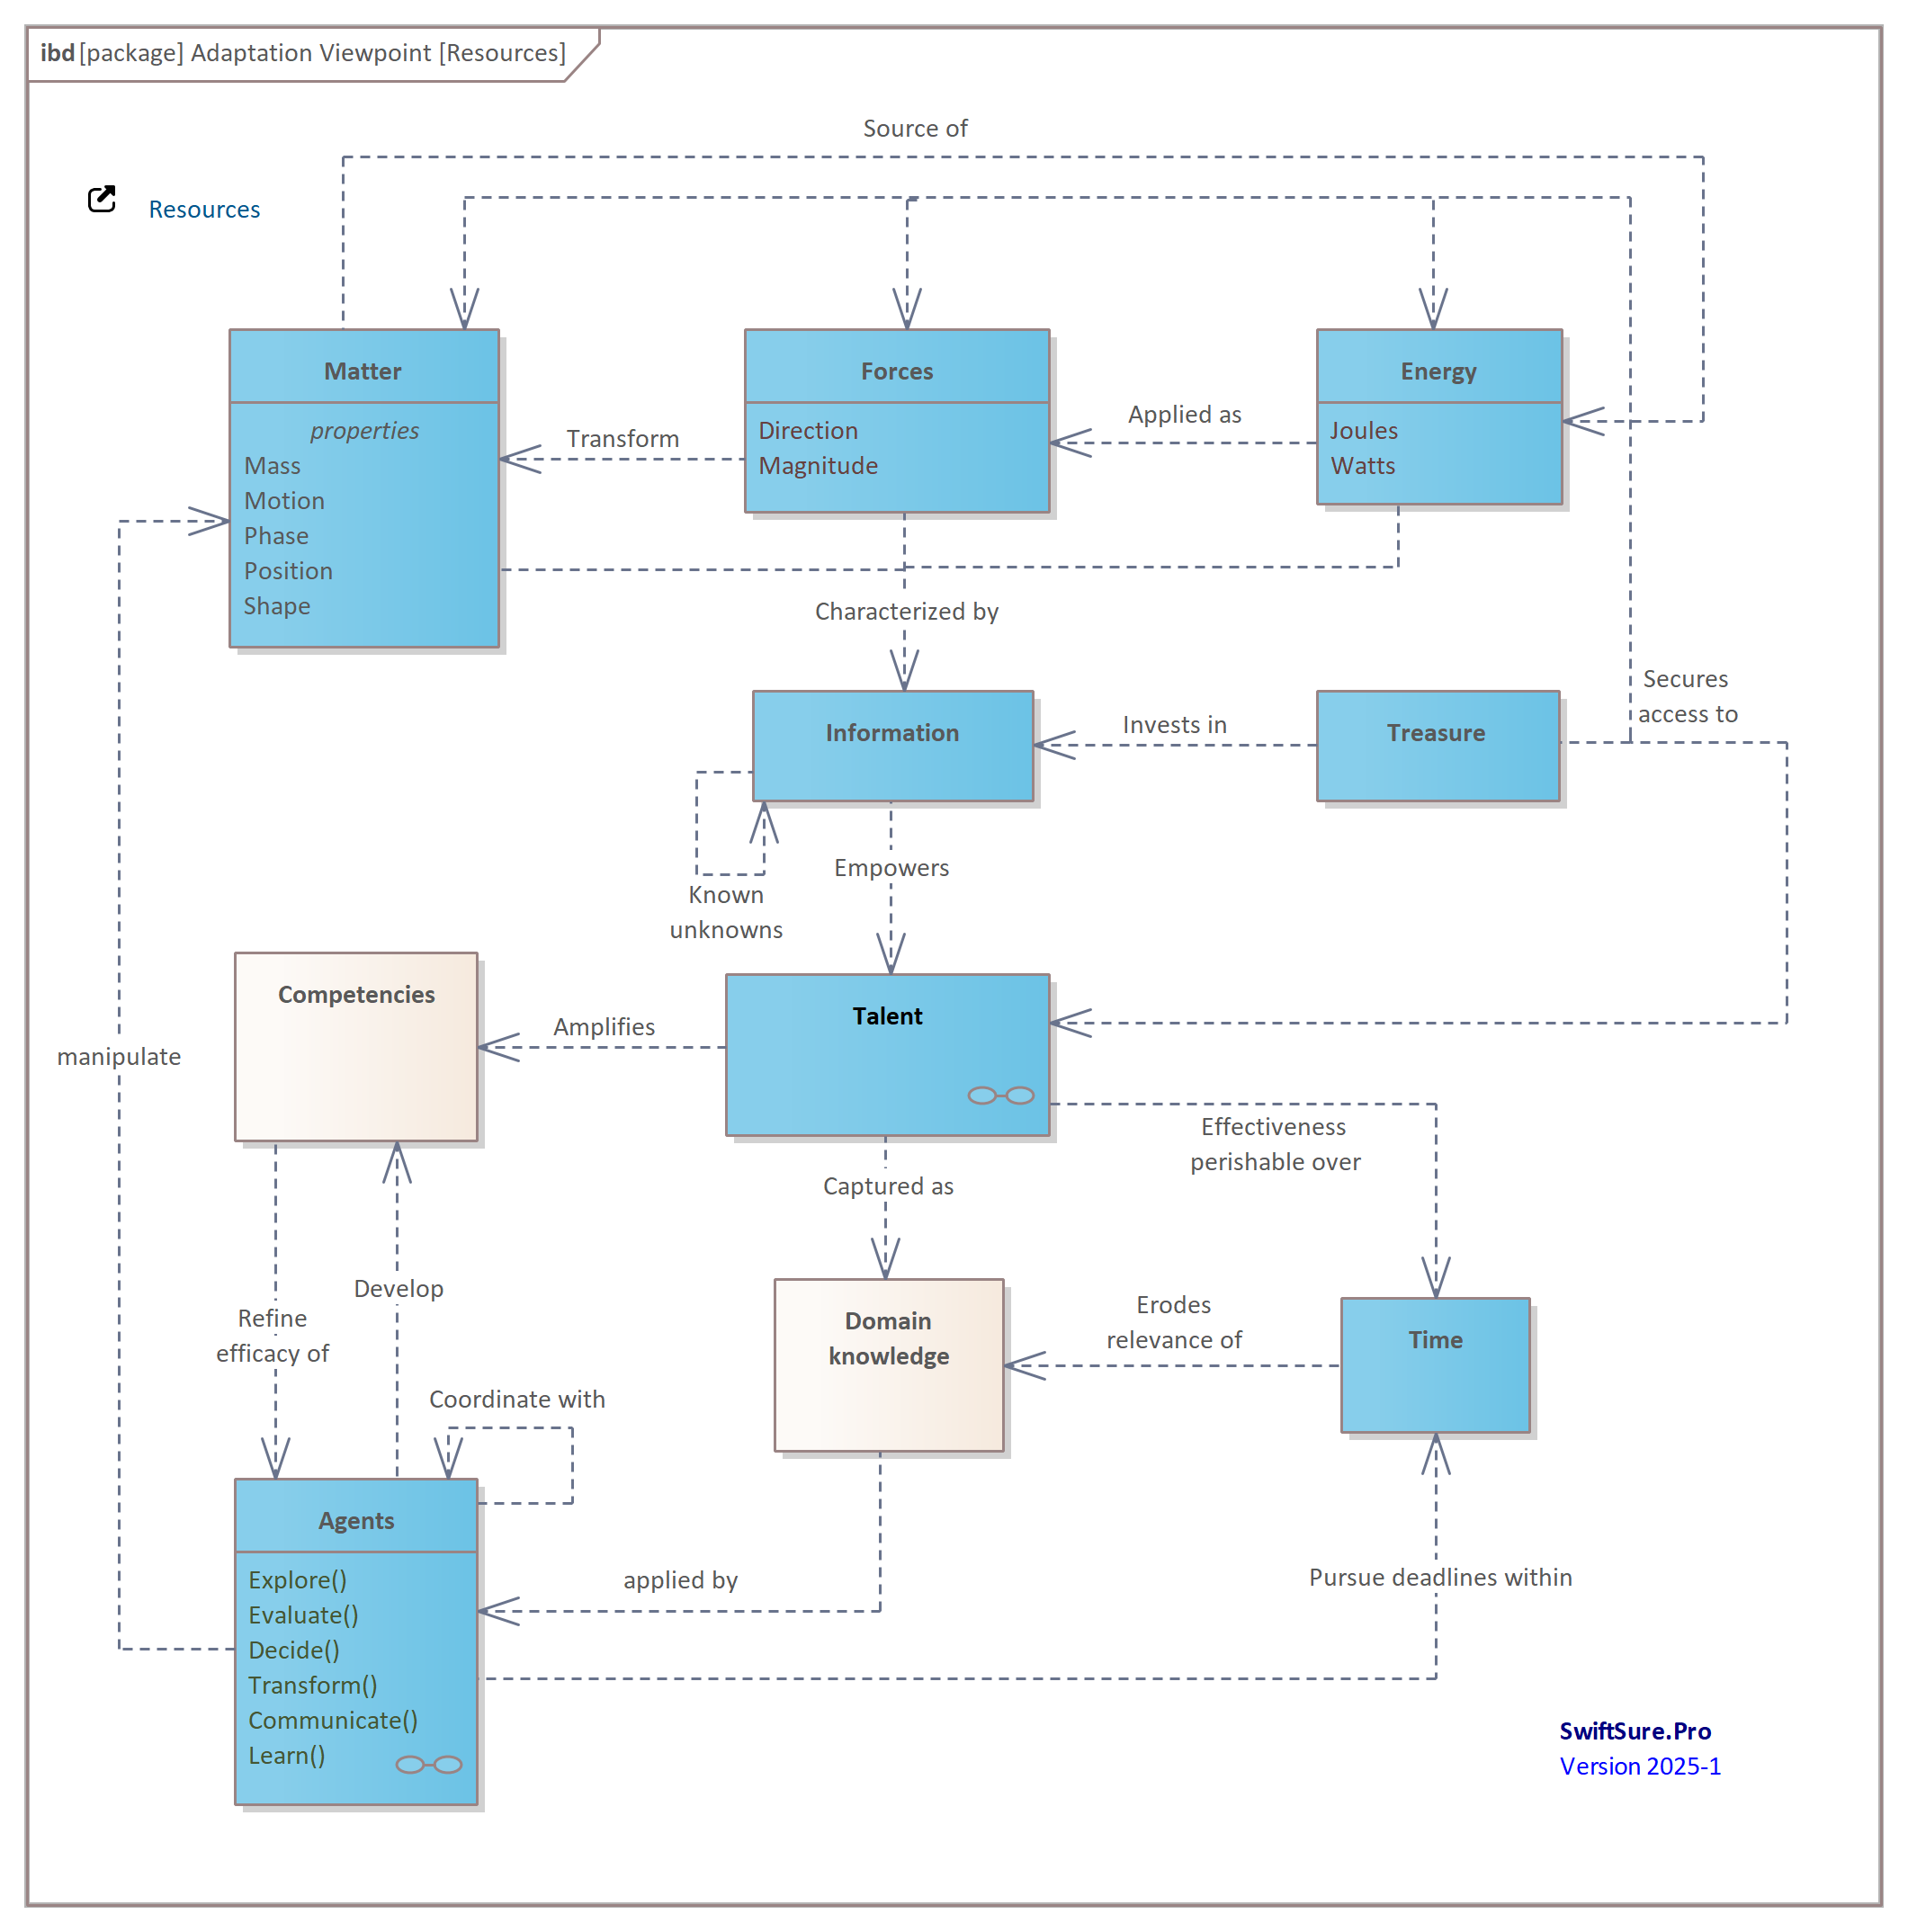 ibd [package] Adaptation Viewpoint [Resources]
Source of
Resources
Matter
properties
Mass
Motion
Phase
Position
Shape
Transform
Forces
Direction
Magnitude
Applied as
Energy
Joules
Watts
Characterized by
Secures
access to
Information
Invests in
Treasure
Known
unknowns
Empowers
Competencies
Amplifies
Talent
manipulate
Effectiveness
perishable over
Captured as
Refine
efficacy of
Develop
Domain
knowledge
Erodes
relevance of
Time
Coordinate with
Agents
Explore()
Evaluate()
Decide()
Transform()
Communicate()
Learn()
applied by
Pursue deadlines within
SwiftSure.Pro
Version 2025-1